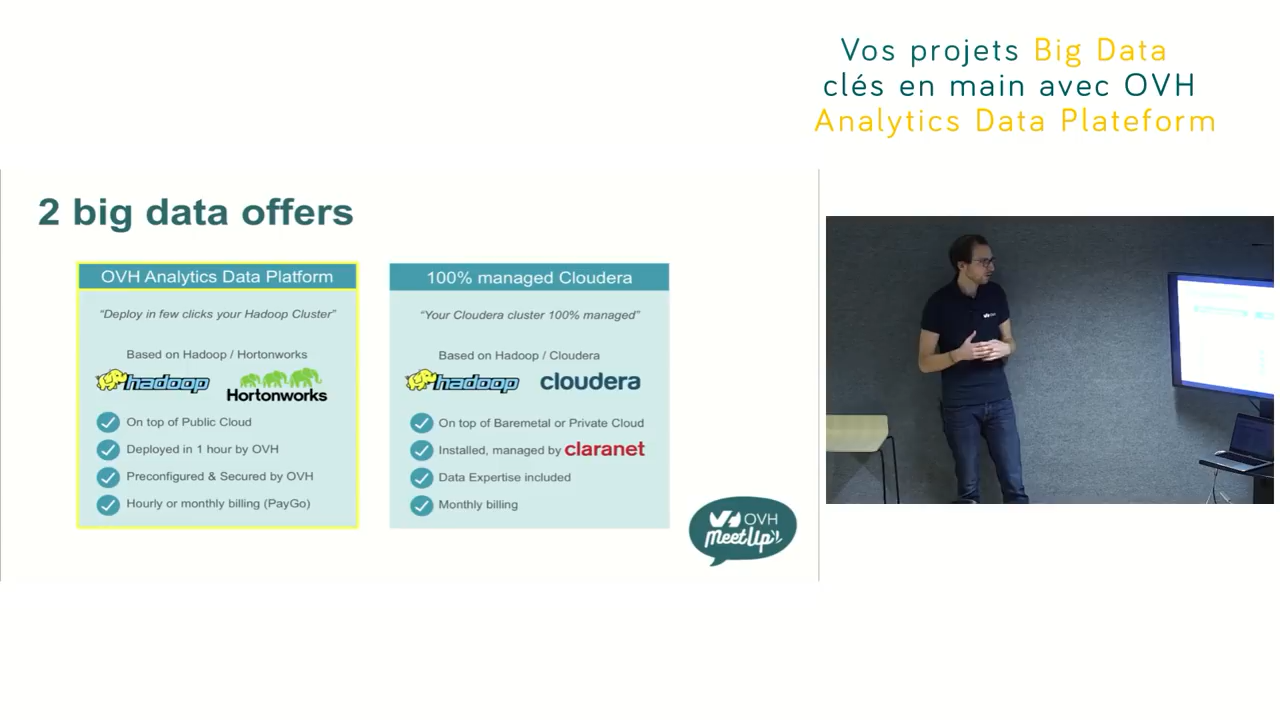 Vos projets Big Data
clés en main avec OVH
Analytics Data Plateform
2 big data offers
OVH Analytics Data Platform
“Deploy in few clicks your Hadoop Cluster”
Based on Hadoop / Hortonworks
hadoop Hortonworks
On top of Public Cloud
Deployed in 1 hour by OVH
Preconfigured & Secured by OVH
Hourly or monthly billing (PayGo)
100% managed Cloudera
“Your Cloudera cluster 100% managed”
Based on Hadoop / Cloudera
hadoop cloudera
On top of Baremetal or Private Cloud
Installed, managed by claranet
Data Expertise included
Monthly billing
OVH
MeetUp